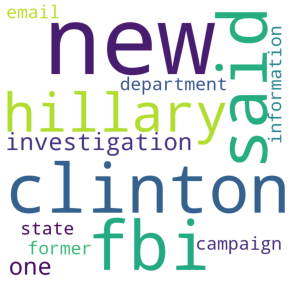 email
new
said
information
department
hillary
investigation
clinton
fbi
state
former
campaign
one